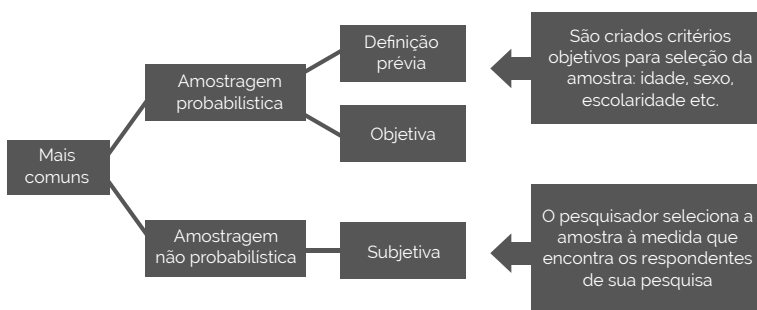 Mais
comuns
Amostragem
probabilística
Definição
prévia
São criados critérios
objetivos para seleção da
amostra: idade, sexo,
escolaridade etc.
Objetiva
Amostragem
não probabilística
Subjetiva
O pesquisador seleciona a
amostra à medida que
encontra os respondentes
de sua pesquisa